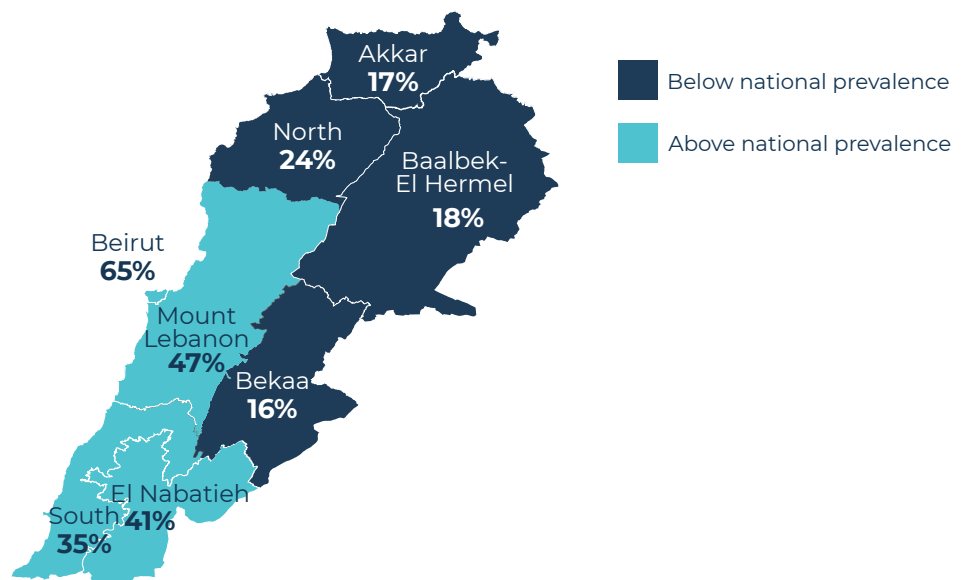 Akkar
17%
North
24%
Baalbek-
El Hermel
18%
Beirut
65%
Mount
Lebanon
47%
Bekaa
16%
El Nabatieh
41%
South
35%
Below national prevalence
Above national prevalence